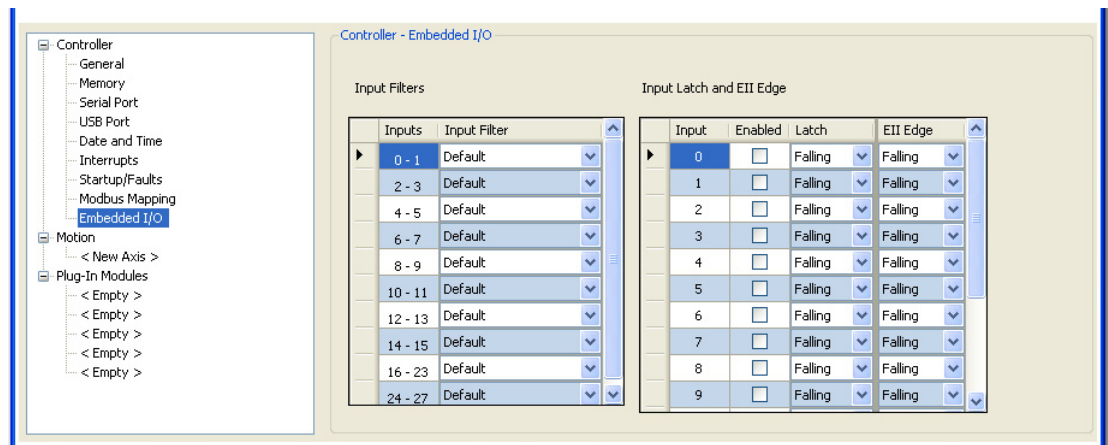 Controller
General
Memory
Serial Port
USB Port
Date and Time
Interrupts
Startup/Faults
Modbus Mapping
Embedded I/O
Motion
< New Axis >
Plug-In Modules
< Empty >
< Empty >
< Empty >
< Empty >
< Empty >
Controller - Embedded I/O
Input Filters
Inputs Input Filter
0 - 1 Default
2 - 3 Default
4 - 5 Default
6 - 7 Default
8 - 9 Default
10 - 11 Default
12 - 13 Default
14 - 15 Default
16 - 23 Default
24 - 27 Default
Input Latch and EII Edge
Input Enabled Latch EII Edge
0 Falling Falling
1 Falling Falling
2 Falling Falling
3 Falling Falling
4 Falling Falling
5 Falling Falling
6 Falling Falling
7 Falling Falling
8 Falling Falling
9 Falling Falling